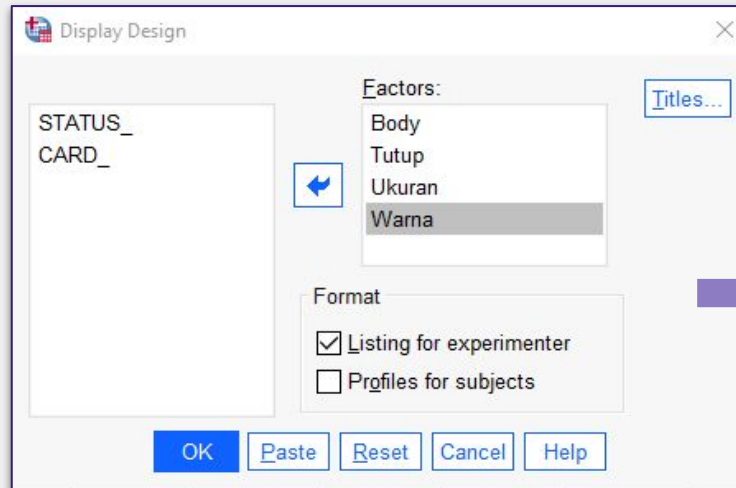 Display Design
STATUS_
CARD_
Factors:
Body
Tutup
Ukuran
Warna
Titles...
Format
Listing for experimenter
Profiles for subjects
OK
Paste
Reset
Cancel
Help